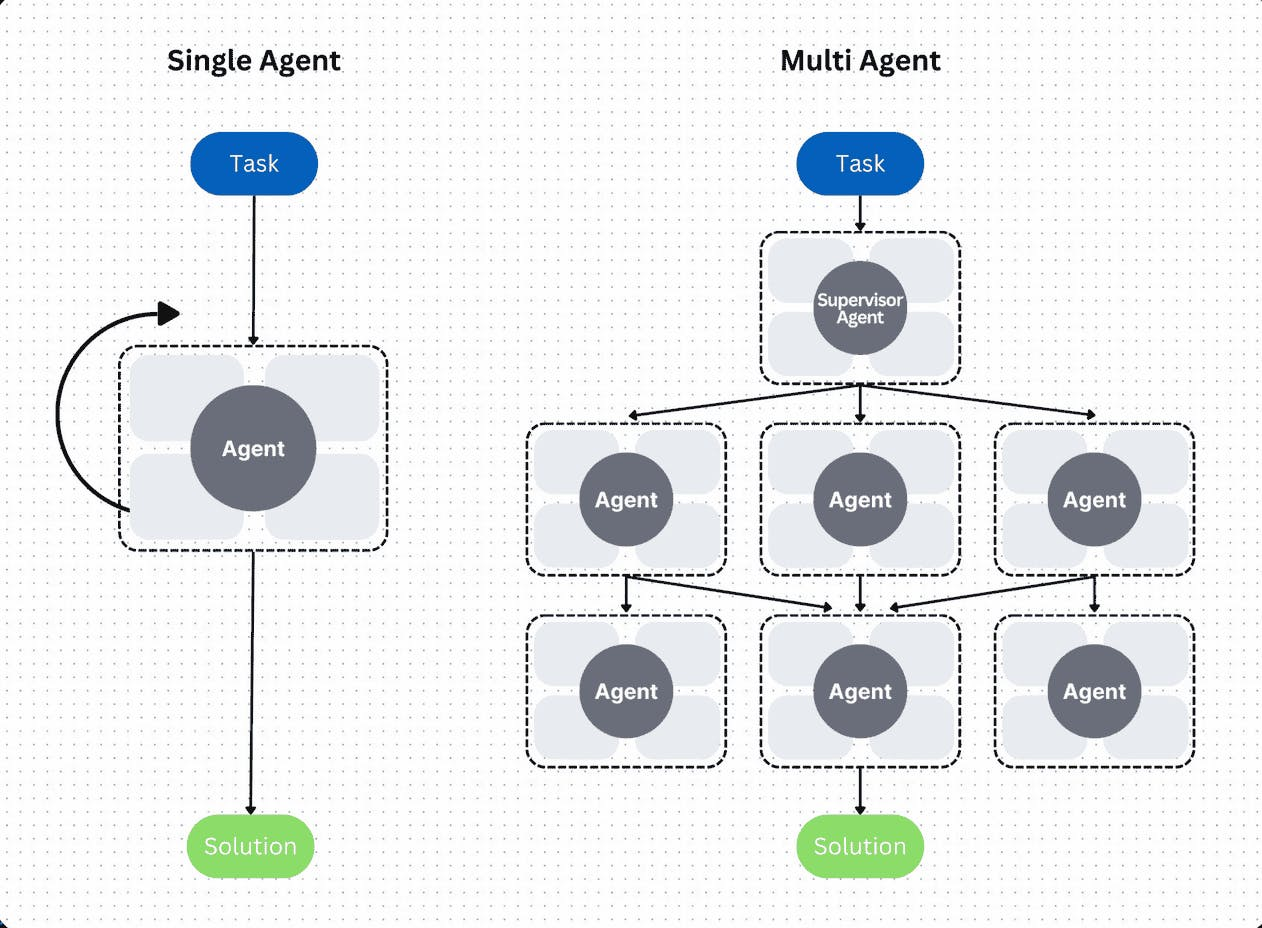 Single Agent
Multi Agent
Task
Task
Supervisor
Agent
Agent
Agent
Agent
Agent
Agent
Agent
Agent
Solution
Solution